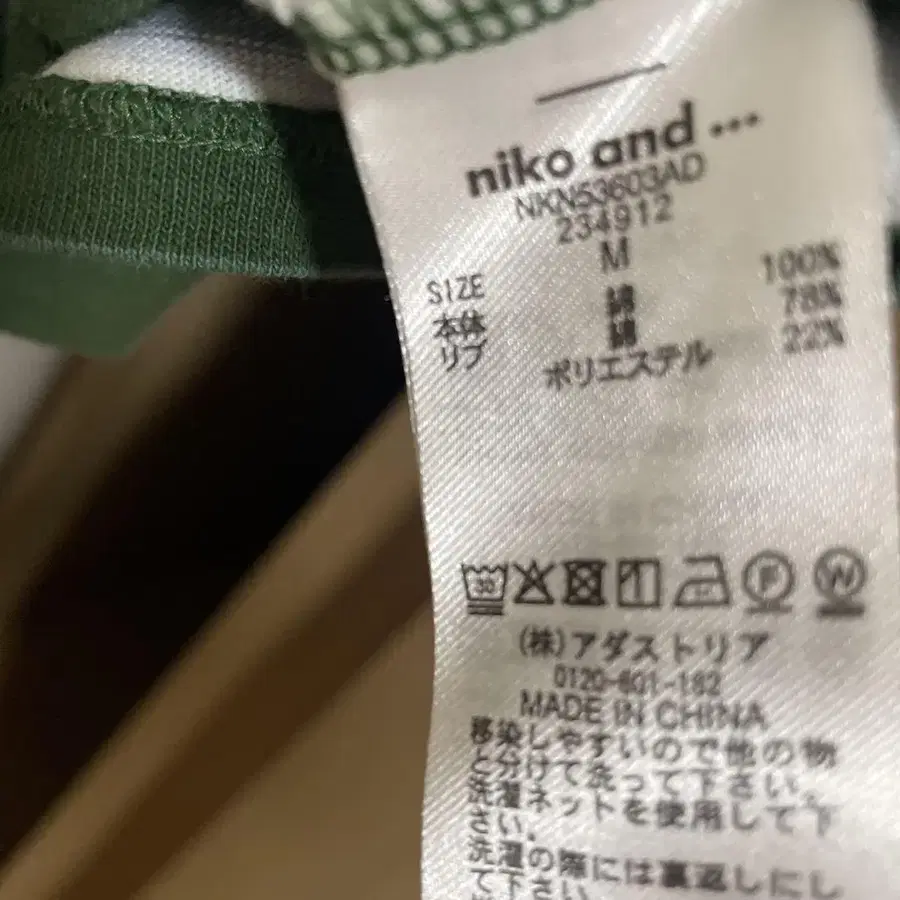 niko and ...
NKN53603AD
234912
SIZE M
本体 綿 100%
リブ 綿 78%
ポリエステル 22%
30
F W
(株)アダストリア
0120-601-162
MADE IN CHINA
移染しやすいので他の物
と分けて洗って下さい。
洗濯ネットを使用して下
さい。
洗濯の際には裏返しにし
て下さい